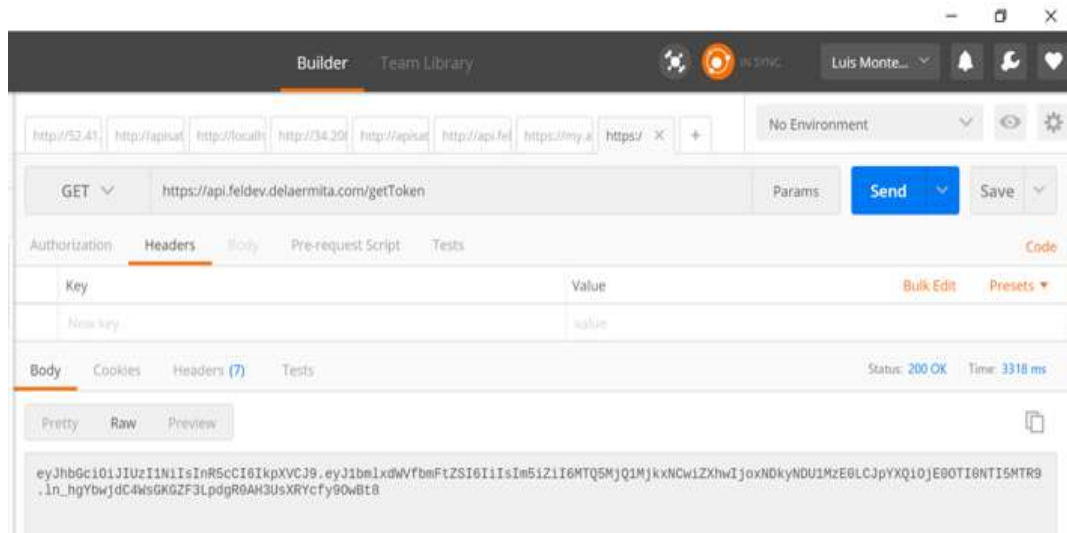 Builder Team Library IN SYNC Luis Monte...
http://52.41. http://apisat http://localh http://34.20 http://apisat http://api.fel https://my.a https:/ X + No Environment
GET https://api.feldev.delaermita.com/getToken Params Send Save
Authorization Headers Body Pre-request Script Tests Code
Key Value Bulk Edit Presets
New key value
Body Cookies Headers (7) Tests Status: 200 OK Time: 3318 ms
Pretty Raw Preview
eyJhbGciOiJIUzI1NiIsInR5cCI6IkpXVCJ9.eyJ1bmlxdWVfbmFtZSI6IiIsIm5iZiI6MTQ5MjQ1MjkxNCwiZXhwIjoxNDkyNDU1MzE0LCJpYXQiOjE0OTI0NTI5MTR9
.ln_hgYbwjdC4WsGKGZF3LpdgR0AH3UsXRYcfy9OwBt8